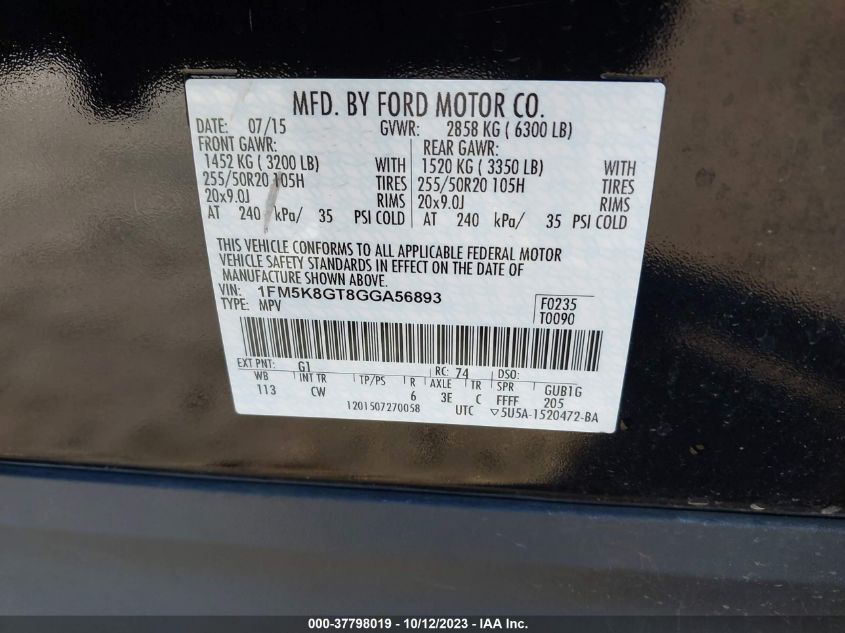 MFD. BY FORD MOTOR CO.
DATE: 07/15 GVWR: 2858 KG ( 6300 LB)
FRONT GAWR: REAR GAWR:
1452 KG ( 3200 LB) WITH 1520 KG ( 3350 LB) WITH
255/50R20 105H TIRES 255/50R20 105H TIRES
20x9.0J RIMS 20x9.0J RIMS
AT 240 kPa/ 35 PSI COLD AT 240 kPa/ 35 PSI COLD
THIS VEHICLE CONFORMS TO ALL APPLICABLE FEDERAL MOTOR
VEHICLE SAFETY STANDARDS IN EFFECT ON THE DATE OF
MANUFACTURE SHOWN ABOVE.
VIN: 1FM5K8GT8GGA56893 F0235
TYPE: MPV T0090
EXT PNT: G1 RC: 74 DSO:
WB INT TR TP/PS R AXLE TR SPR GUB1G
113 CW 6 3E C FFFF 205
1201507270058 UTC ▽5U5A-1520472-BA
000-37798019 - 10/12/2023 - IAA Inc.